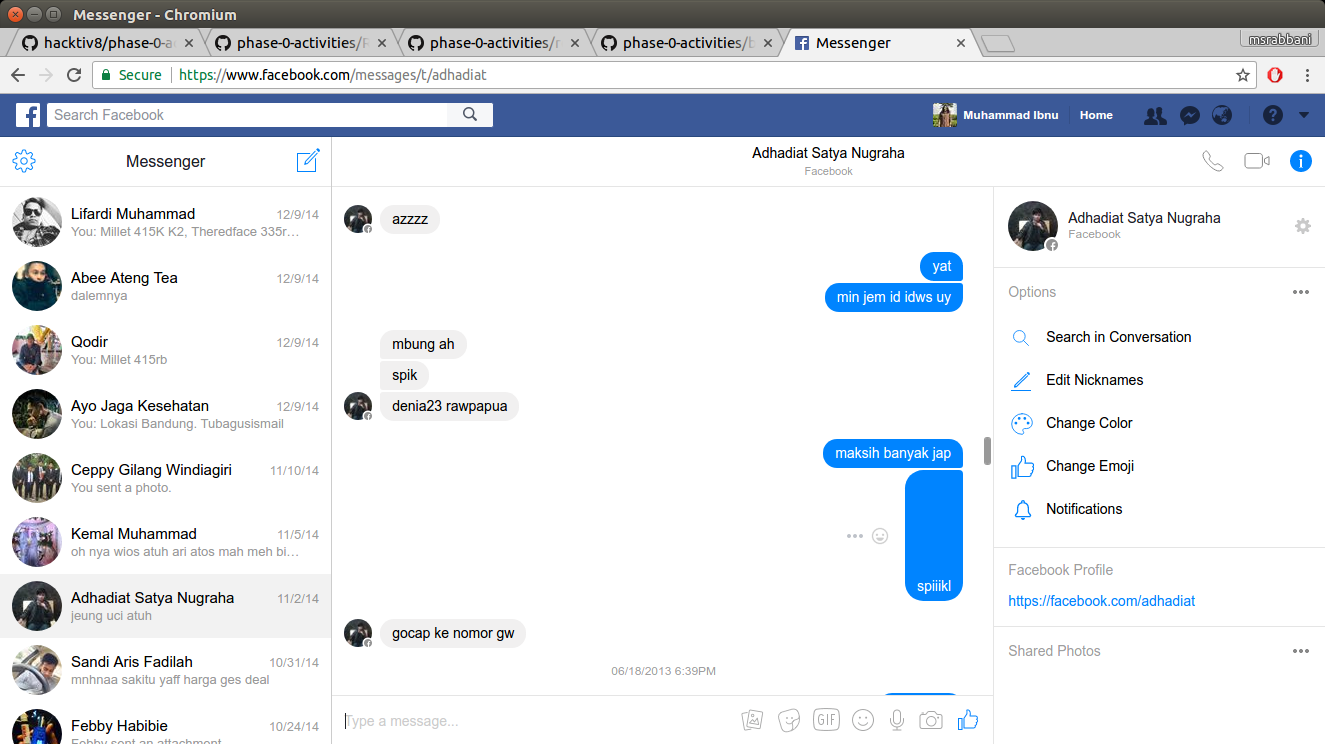 Messenger - Chromium
hacktiv8/phase-0-a
phase-0-activities/
phase-0-activities/
phase-0-activities/
Messenger
msrabbani
Secure
https://www.facebook.com/messages/t/adhadiat
Search Facebook
Muhammad Ibnu
Home
Messenger
Adhadiat Satya Nugraha
Facebook
Lifardi Muhammad 12/9/14
You: Millet 415K K2, Theredface 335r…
Abee Ateng Tea 12/9/14
dalemnya
Qodir 12/9/14
You: Millet 415rb
Ayo Jaga Kesehatan 12/9/14
You: Lokasi Bandung. Tubagusismail
Ceppy Gilang Windiagiri 11/10/14
You sent a photo.
Kemal Muhammad 11/5/14
oh nya wios atuh ari atos mah meh bi…
Adhadiat Satya Nugraha 11/2/14
jeung uci atuh
Sandi Aris Fadilah 10/31/14
mnhnaa sakitu yaff harga ges deal
Febby Habibie 10/24/14
Febby sent an attachment.
azzzz
yat
min jem id idws uy
mbung ah
spik
denia23 rawpapua
maksih banyak jap
spiiikl
gocap ke nomor gw
06/18/2013 6:39PM
Type a message...
GIF
Adhadiat Satya Nugraha
Facebook
Options
Search in Conversation
Edit Nicknames
Change Color
Change Emoji
Notifications
Facebook Profile
https://facebook.com/adhadiat
Shared Photos